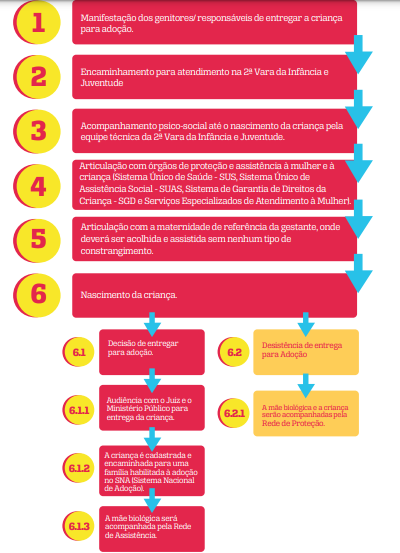 1
Manifestação dos genitores/ responsáveis de entregar a criança
para adoção.
2
Encaminhamento para atendimento na 2ª Vara da Infância e
Juventude
3
Acompanhamento psico-social até o nascimento da criança pela
equipe técnica da 2ª Vara da Infância e Juventude.
4
Articulação com órgãos de proteção e assistência à mulher e à
criança (Sistema Único de Saúde - SUS, Sistema Único de
Assistência Social - SUAS, Sistema de Garantia de Direitos da
Criança - SGD e Serviços Especializados de Atendimento à Mulher).
5
Articulação com a maternidade de referência da gestante, onde
deverá ser acolhida e assistida sem nenhum tipo de
constrangimento.
6
Nascimento da criança.
6.1
Decisão de entregar
para adoção.
6.2
Desistência de entrega
para Adoção
6.1.1
Audiência com o Juiz e o
Ministério Público para
entrega da criança.
6.2.1
A mãe biológica e a criança
serão acompanhadas pela
Rede de Proteção.
6.1.2
A criança é cadastrada e
encaminhada para uma
família habilitada à adoção
no SNA (Sistema Nacional
de Adoção).
6.1.3
A mãe biológica será
acompanhada pela Rede
de Assistência.